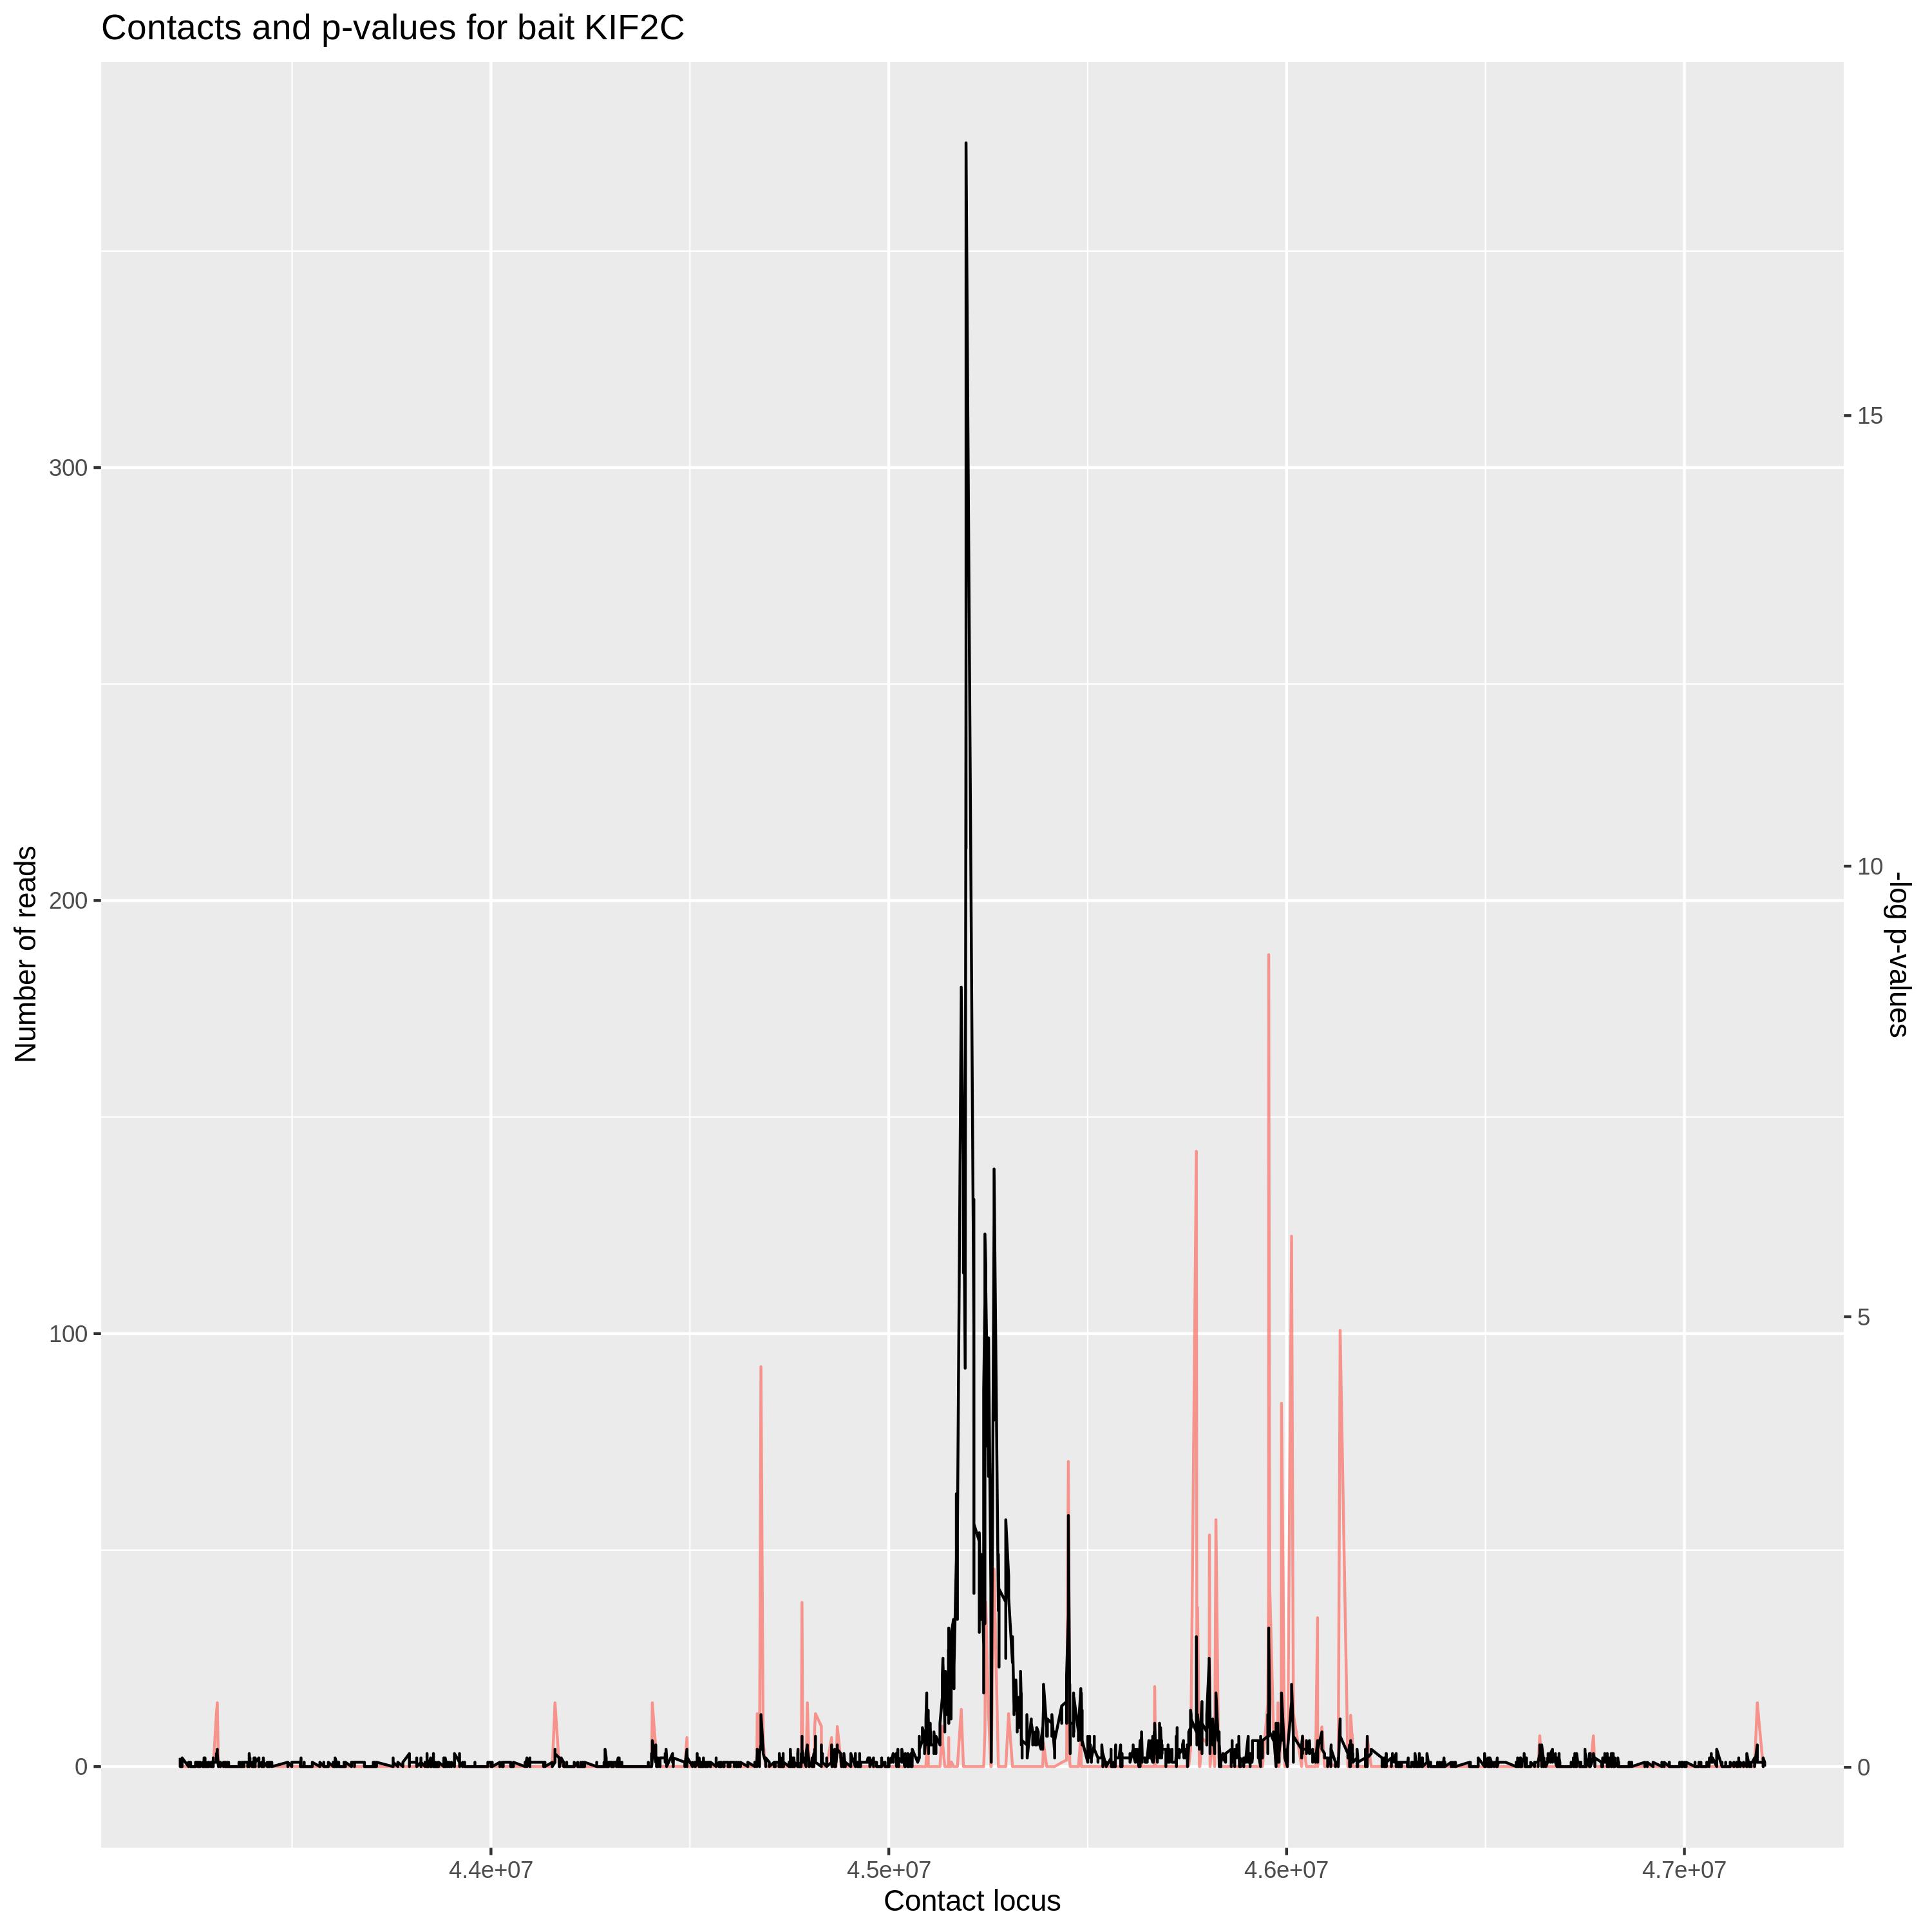 Contacts and p-values for bait KIF2C
Number of reads
300
200
100
0
15
10
5
0
-log p-values
4.4e+07
4.5e+07
4.6e+07
4.7e+07
Contact locus